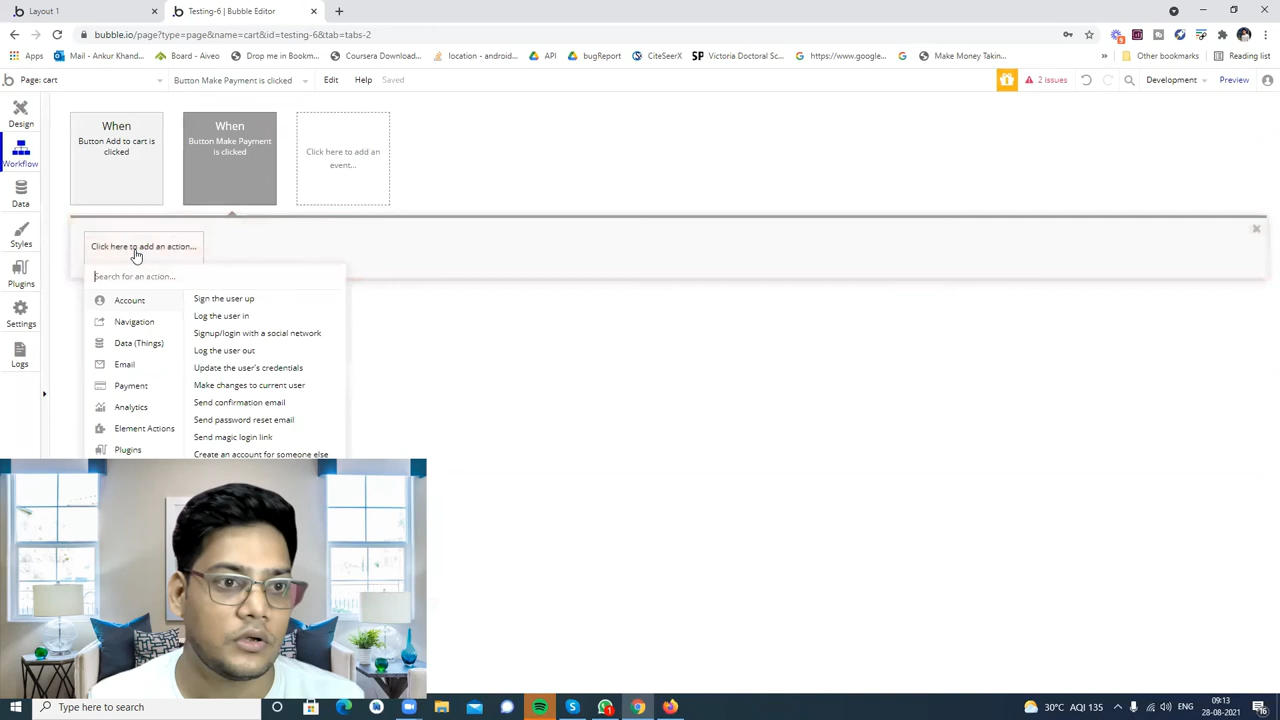 Layout 1
Testing-6 | Bubble Editor
bubble.io/page?type=page&name=cart&id=testing-6&tab=tabs-2
Apps
Mail - Ankur Khand...
Board - Aiveo
Drop me in Bookm...
Coursera Downloa...
location - android....
API
bugReport
CiteSeerX
Victoria Doctoral Sc...
https://www.google...
Make Money Takin...
»
Other bookmarks
Reading list
Page: cart
Button Make Payment is clicked
Edit
Help
Saved
2 issues
Development
Preview
Design
Workflow
Data
Styles
Plugins
Settings
Logs
When
Button Add to cart is
clicked
When
Button Make Payment
is clicked
Click here to add an
event...
Click here to add an action...
Search for an action...
Account
Navigation
Data (Things)
Email
Payment
Analytics
Element Actions
Plugins
Sign the user up
Log the user in
Signup/login with a social network
Log the user out
Update the user's credentials
Make changes to current user
Send confirmation email
Send password reset email
Send magic login link
Create an account for someone else
Type here to search
30°C AQI 135
ENG
09:13
28-08-2021